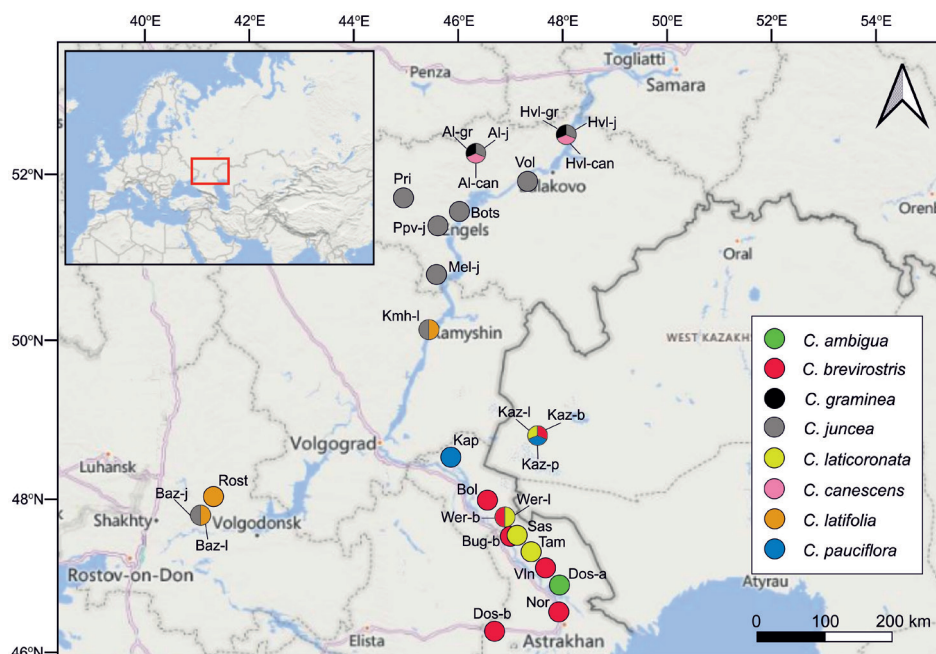 40°E 42°E 44°E 46°E 48°E 50°E 52°E 54°E
Togliatti
Penza
Samara
Hvl-gr Hvl-j
Al-gr Al-j
Hvl-can
Vol
52°N
Al-can
alakovo
Pri
Bots
Orenb
Ppv-j
Engels
Oral
Mel-j
Kmh-l
50°N
Kamyshin
WEST KAZAKHS
C. ambigua
C. brevirostris
C. graminea
C. juncea
C. laticoronata
C. canescens
C. latifolia
C. pauciflora
Kaz-l Kaz-b
Kaz-p
Volgograd
Kap
Luhansk
Rost
Bol
48°N
Baz-j
Wer-l
Wer-b
Shakhty
Volgodonsk
Sas
Baz-l
Bug-b
Tam
Rostov-on-Don
Vln
Dos-a
Atyrau
Nor
Dos-b
Elista
Astrakhan
0 100 200 km
46°N